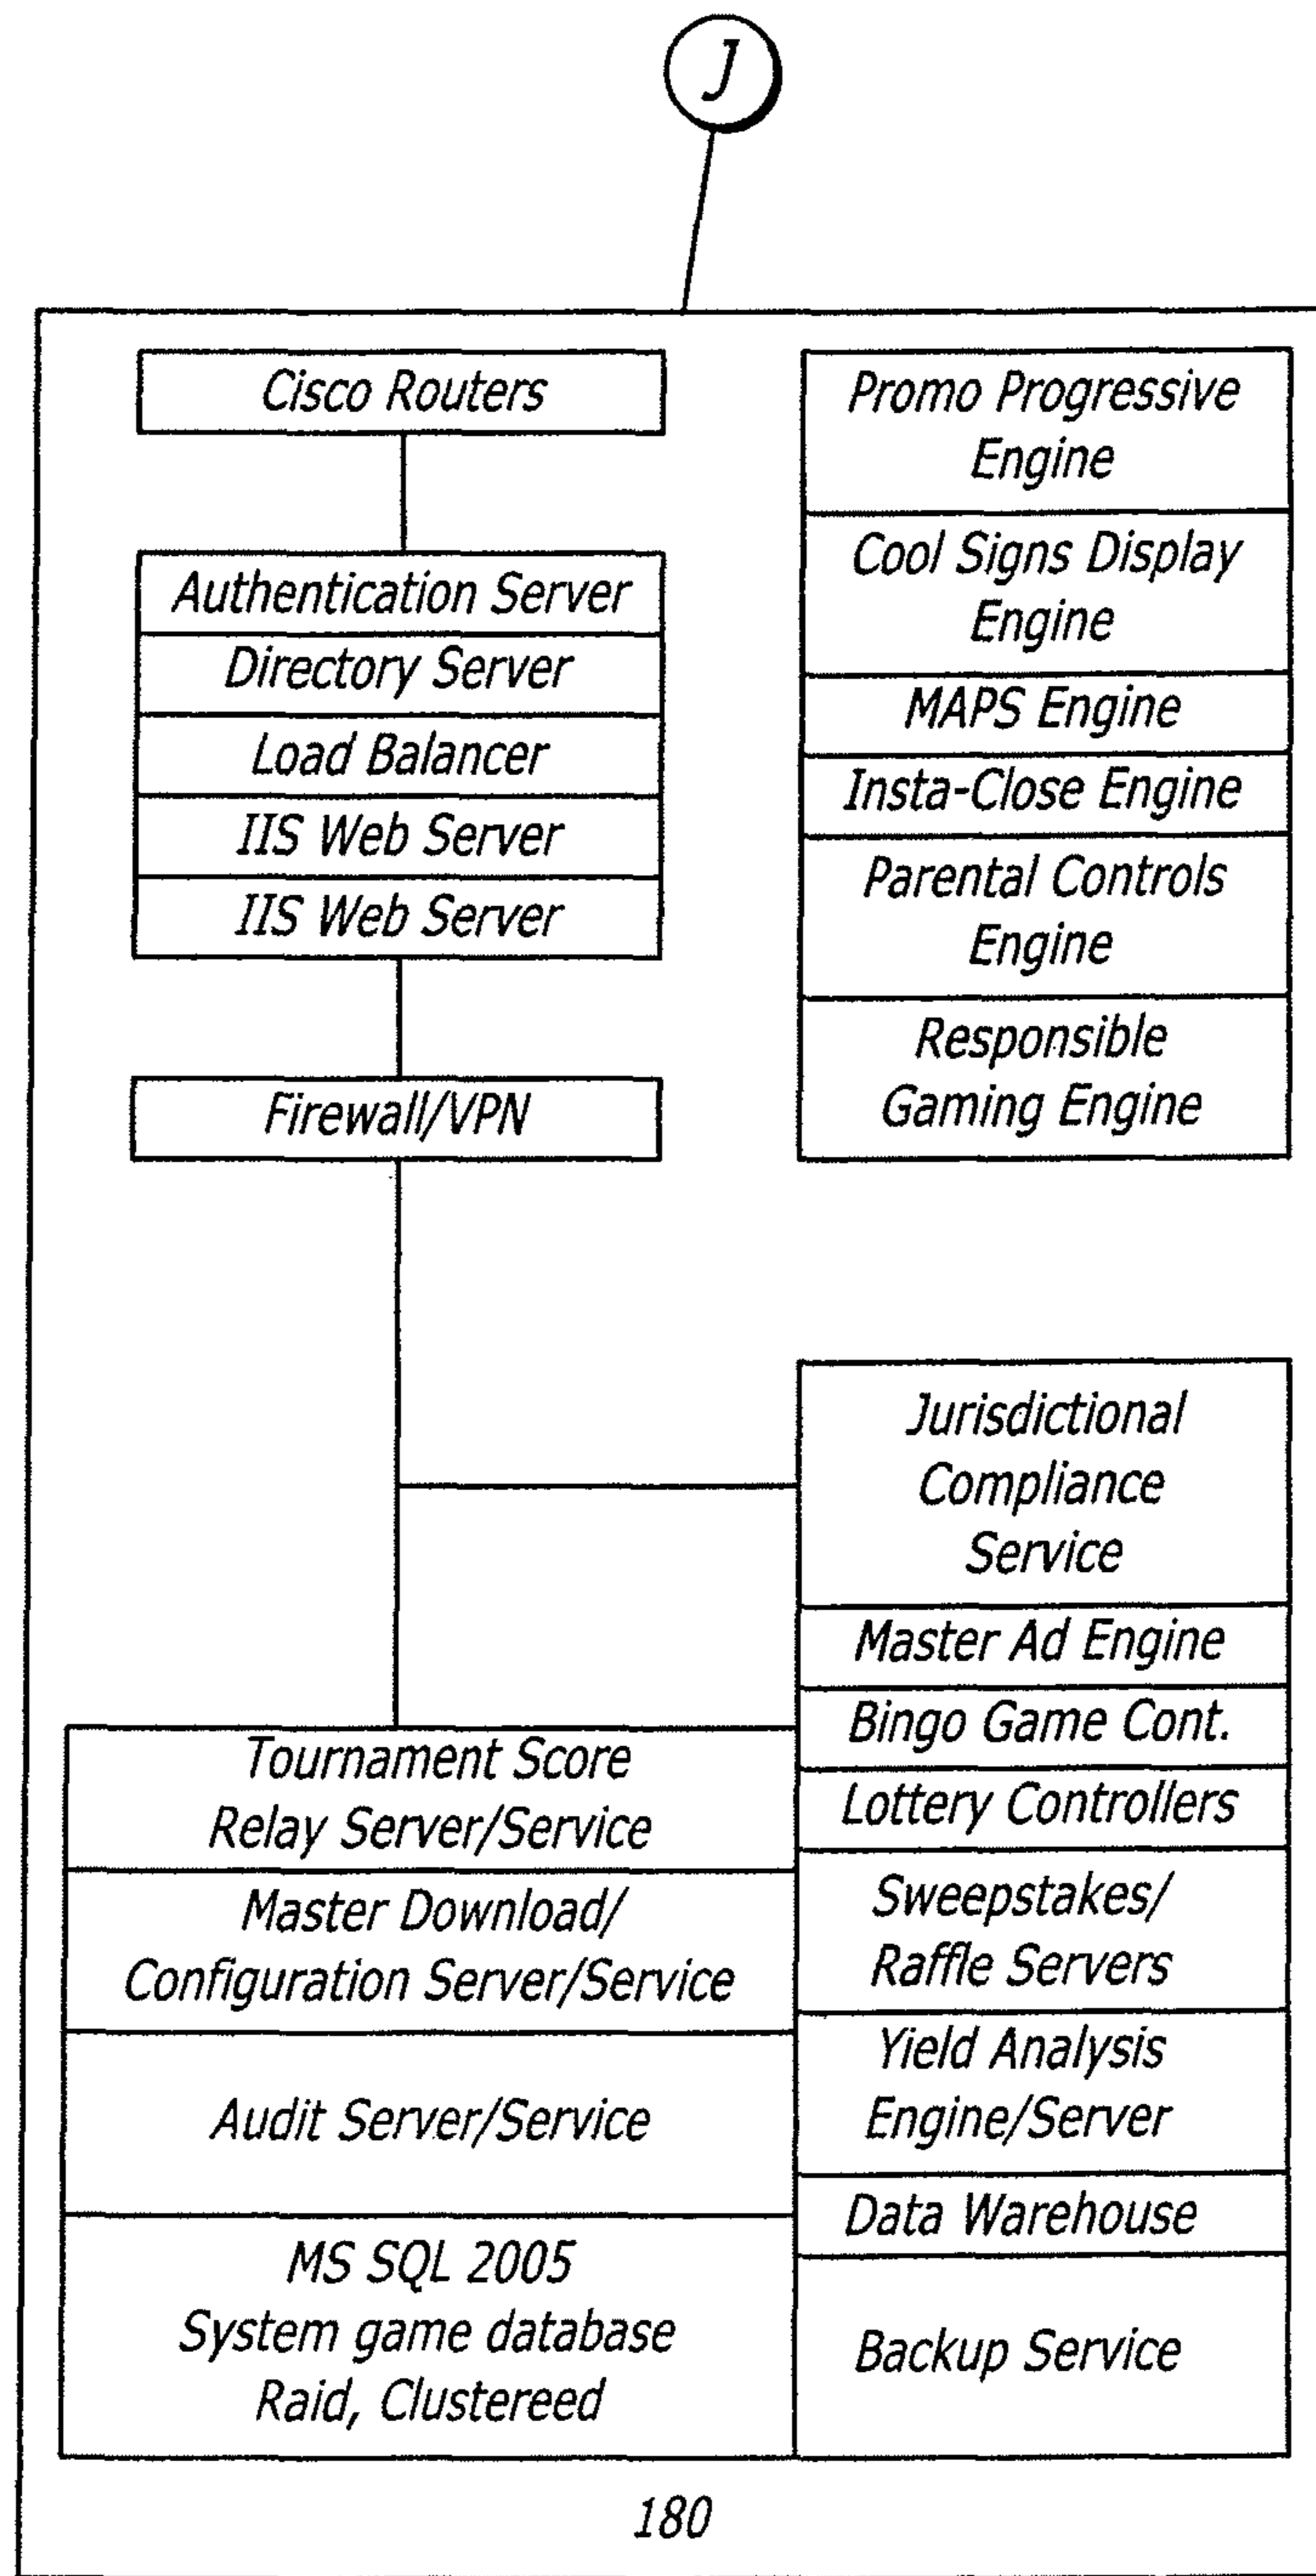 J
Cisco Routers
Authentication Server
Directory Server
Load Balancer
IIS Web Server
IIS Web Server
Firewall/VPN
Promo Progressive
Engine
Cool Signs Display
Engine
MAPS Engine
Insta-Close Engine
Parental Controls
Engine
Responsible
Gaming Engine
Tournament Score
Relay Server/Service
Master Download/
Configuration Server/Service
Audit Server/Service
MS SQL 2005
System game database
Raid, Clustereed
Jurisdictional
Compliance
Service
Master Ad Engine
Bingo Game Cont.
Lottery Controllers
Sweepstakes/
Raffle Servers
Yield Analysis
Engine/Server
Data Warehouse
Backup Service
180